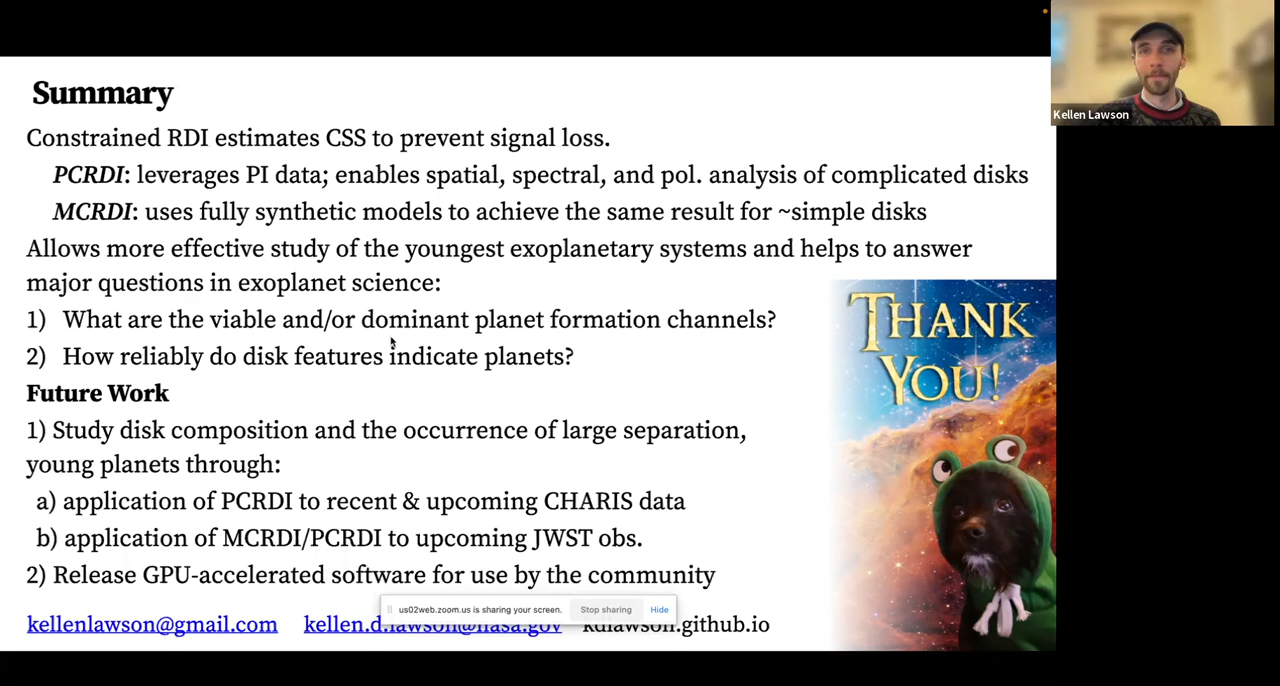 Summary
Constrained RDI estimates CSS to prevent signal loss.
PCRDI: leverages PI data; enables spatial, spectral, and pol. analysis of complicated disks
MCRDI: uses fully synthetic models to achieve the same result for ~simple disks
Allows more effective study of the youngest exoplanetary systems and helps to answer
major questions in exoplanet science:
1) What are the viable and/or dominant planet formation channels?
2) How reliably do disk features indicate planets?
Future Work
1) Study disk composition and the occurrence of large separation,
young planets through:
a) application of PCRDI to recent & upcoming CHARIS data
b) application of MCRDI/PCRDI to upcoming JWST obs.
2) Release GPU-accelerated software for use by the community
kellenlawson@gmail.com kellen.d.lawson@nasa.gov kdlawson.github.io
us02web.zoom.us is sharing your screen. Stop sharing Hide
THANK
YOU!
Kellen Lawson